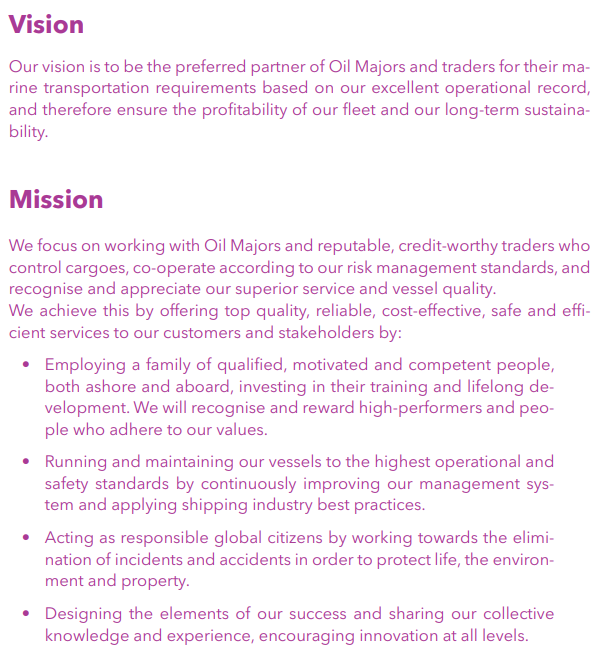 Vision
Our vision is to be the preferred partner of Oil Majors and traders for their ma-
rine transportation requirements based on our excellent operational record,
and therefore ensure the profitability of our fleet and our long-term sustaina-
bility.
Mission
We focus on working with Oil Majors and reputable, credit-worthy traders who
control cargoes, co-operate according to our risk management standards, and
recognise and appreciate our superior service and vessel quality.
We achieve this by offering top quality, reliable, cost-effective, safe and effi-
cient services to our customers and stakeholders by:
• Employing a family of qualified, motivated and competent people,
both ashore and aboard, investing in their training and lifelong de-
velopment. We will recognise and reward high-performers and peo-
ple who adhere to our values.
• Running and maintaining our vessels to the highest operational and
safety standards by continuously improving our management sys-
tem and applying shipping industry best practices.
• Acting as responsible global citizens by working towards the elimi-
nation of incidents and accidents in order to protect life, the environ-
ment and property.
• Designing the elements of our success and sharing our collective
knowledge and experience, encouraging innovation at all levels.